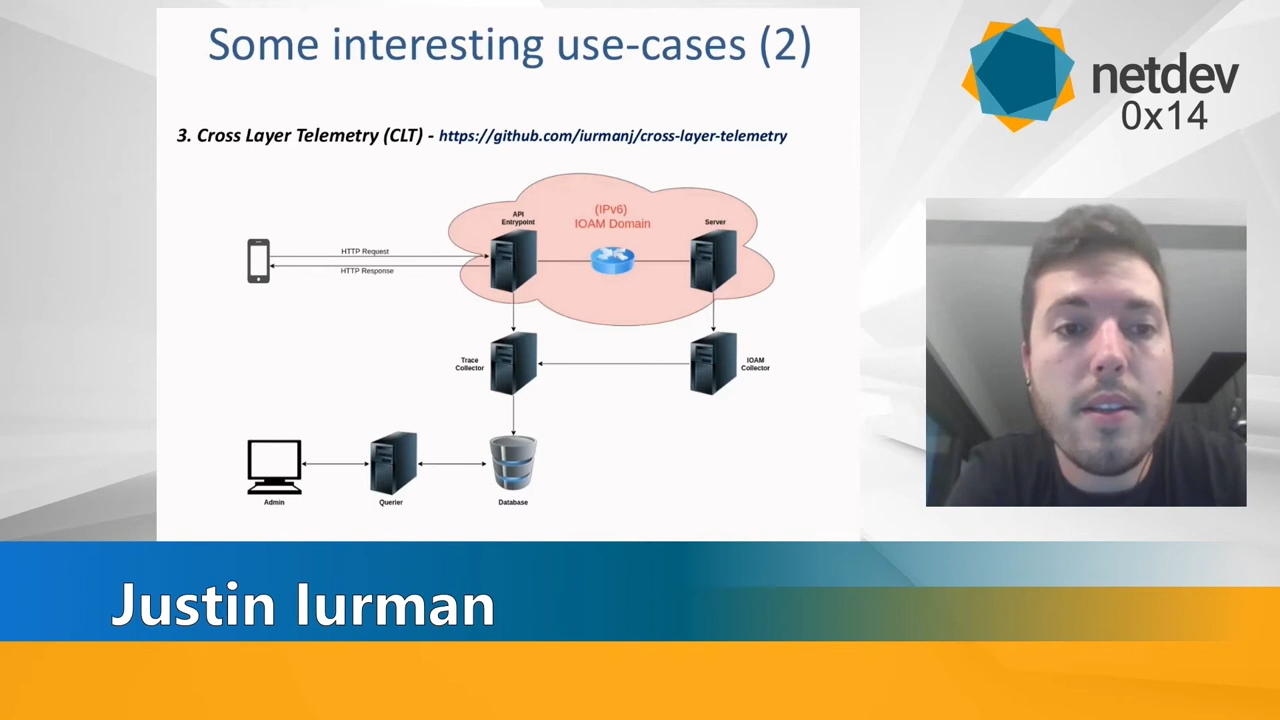 Some interesting use-cases (2)
netdev
0x14
3. Cross Layer Telemetry (CLT) - https://github.com/iurmanj/cross-layer-telemetry
(IPv6)
IOAM Domain
API
Entrypoint
Server
HTTP Request
HTTP Response
Trace
Collector
IOAM
Collector
Admin
Querier
Database
Justin Iurman